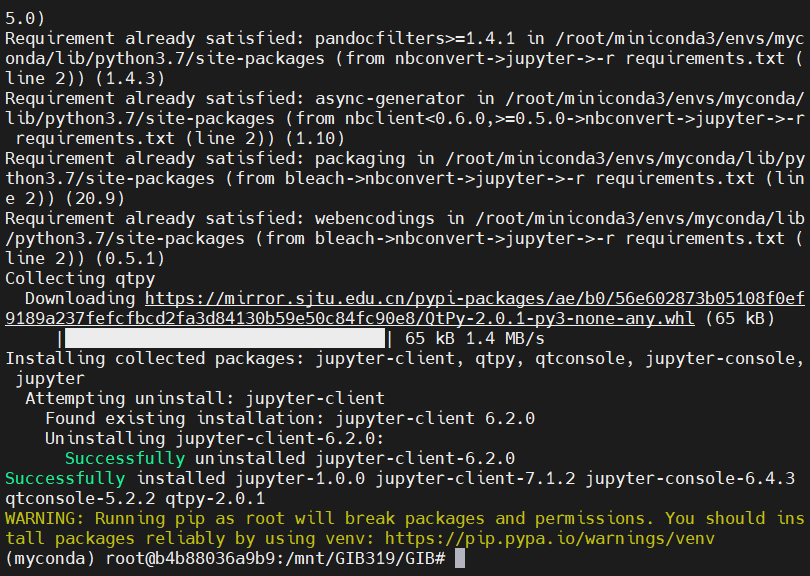 5.0)
Requirement already satisfied: pandocfilters>=1.4.1 in /root/miniconda3/envs/myc
onda/lib/python3.7/site-packages (from nbconvert->jupyter->-r requirements.txt (
line 2)) (1.4.3)
Requirement already satisfied: async-generator in /root/miniconda3/envs/myconda/
lib/python3.7/site-packages (from nbclient<0.6.0,>=0.5.0->nbconvert->jupyter->-r
 requirements.txt (line 2)) (1.10)
Requirement already satisfied: packaging in /root/miniconda3/envs/myconda/lib/py
thon3.7/site-packages (from bleach->nbconvert->jupyter->-r requirements.txt (lin
e 2)) (20.9)
Requirement already satisfied: webencodings in /root/miniconda3/envs/myconda/lib
/python3.7/site-packages (from bleach->nbconvert->jupyter->-r requirements.txt (
line 2)) (0.5.1)
Collecting qtpy
  Downloading https://mirror.sjtu.edu.cn/pypi-packages/ae/b0/56e602873b05108f0ef
9189a237fefcfbcd2fa3d84130b59e50c84fc90e8/QtPy-2.0.1-py3-none-any.whl (65 kB)
     |████████████████████████████████| 65 kB 1.4 MB/s
Installing collected packages: jupyter-client, qtpy, qtconsole, jupyter-console,
 jupyter
  Attempting uninstall: jupyter-client
    Found existing installation: jupyter-client 6.2.0
    Uninstalling jupyter-client-6.2.0:
      Successfully uninstalled jupyter-client-6.2.0
Successfully installed jupyter-1.0.0 jupyter-client-7.1.2 jupyter-console-6.4.3
qtconsole-5.2.2 qtpy-2.0.1
WARNING: Running pip as root will break packages and permissions. You should ins
tall packages reliably by using venv: https://pip.pypa.io/warnings/venv
(myconda) root@b4b88036a9b9:/mnt/GIB319/GIB#